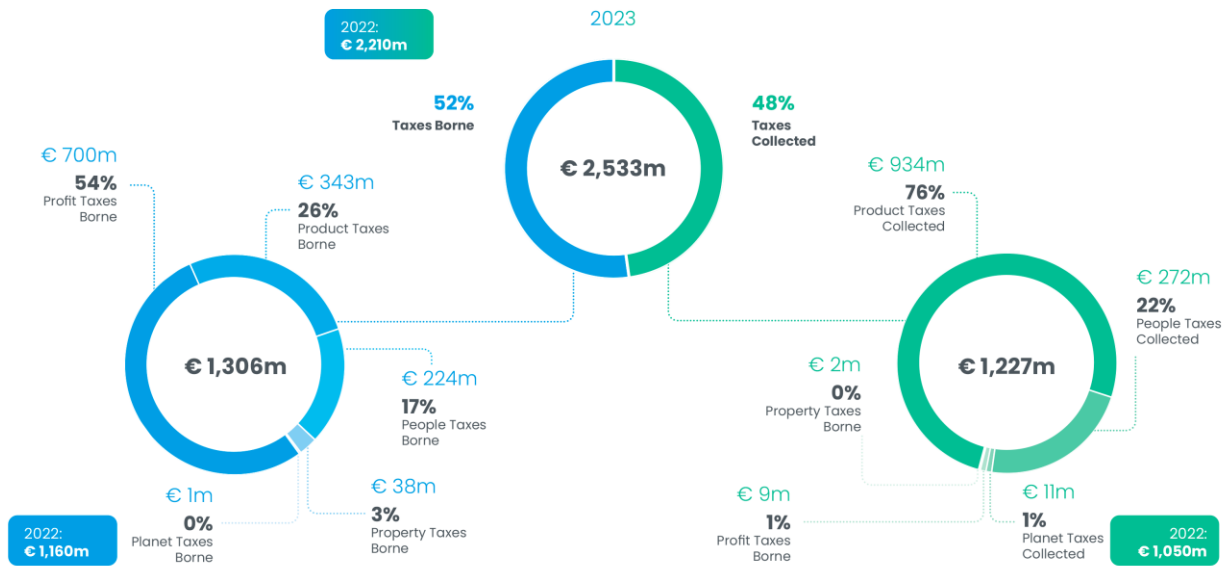 2022:
€ 2,210m
2023
52%
Taxes Borne
48%
Taxes
Collected
€ 2,533m
€ 700m
54%
Profit Taxes
Borne
€ 343m
26%
Product Taxes
Borne
€ 1,306m
€ 224m
17%
People Taxes
Borne
€ 38m
3%
Property Taxes
Borne
€ 1m
0%
Planet Taxes
Borne
2022:
€ 1,160m
€ 934m
76%
Product Taxes
Collected
€ 272m
22%
People Taxes
Collected
€ 1,227m
€ 2m
0%
Property Taxes
Borne
€ 9m
1%
Profit Taxes
Borne
€ 11m
1%
Planet Taxes
Collected
2022:
€ 1,050m